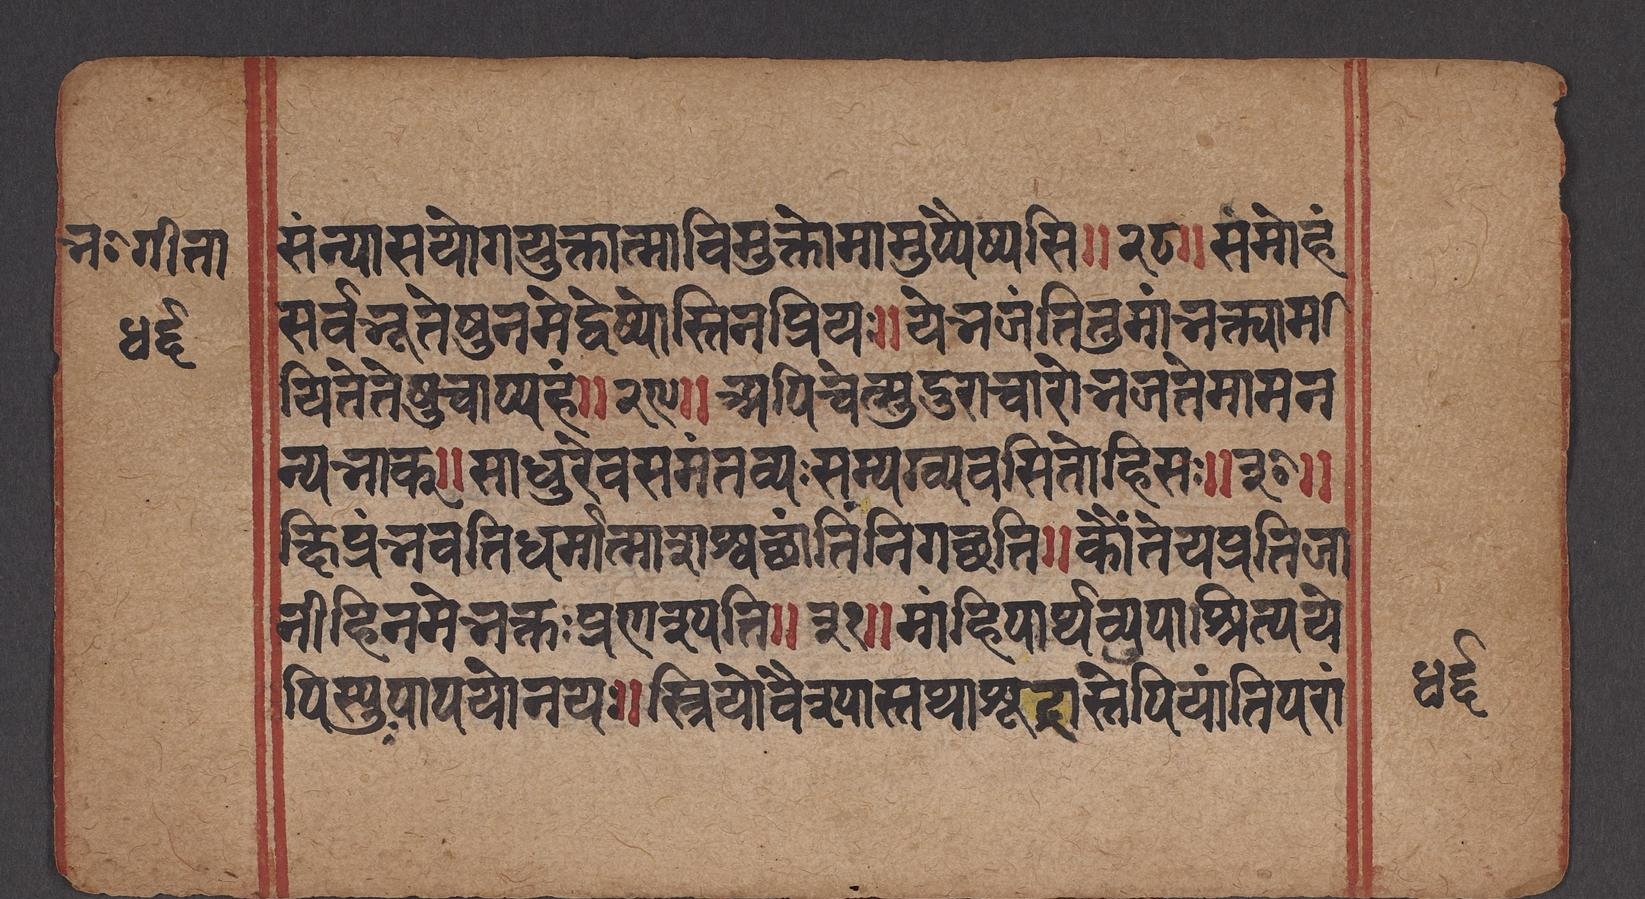 भ॰गीता
४६
संन्यासयोगयुक्तात्माविमुक्तोमामुप्यैष्यसि॥२८॥समोहं
सर्वभूतेषुनमेद्वेष्योस्तिनप्रियः॥येभजंतितुमांभक्त्यामा
यितेतेषुचाप्यहं॥२९॥अपिचेत्सुदुराचारोभजतेमामन
न्यभाक्॥साधुरेवसमंतव्यःसम्यग्व्यवसितोहिसः॥३०॥
क्षिप्रंभवतिधर्मात्माशश्वच्छांतिंनिगच्छति॥कौंतेयप्रतिजा
नीहिनमेभक्तःप्रणश्यति॥३१॥मांहिपार्थव्यपाश्रित्यये
पिस्युपापयोनयः॥स्त्रियोवैश्यास्तथाशूद्रास्तेपियांतिपरां
४६